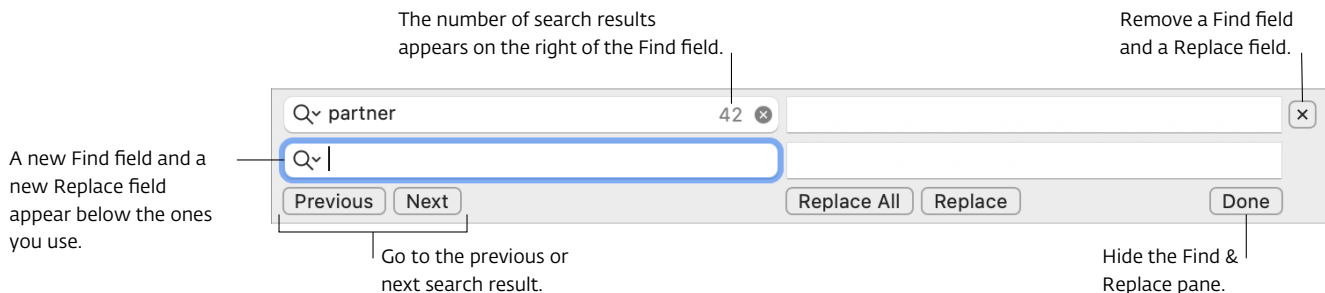 The number of search results
appears on the right of the Find field.
Remove a Find field
and a Replace field.
partner 42
A new Find field and a
new Replace field
appear below the ones
you use.
Previous Next Replace All Replace Done
Go to the previous or
next search result.
Hide the Find &
Replace pane.